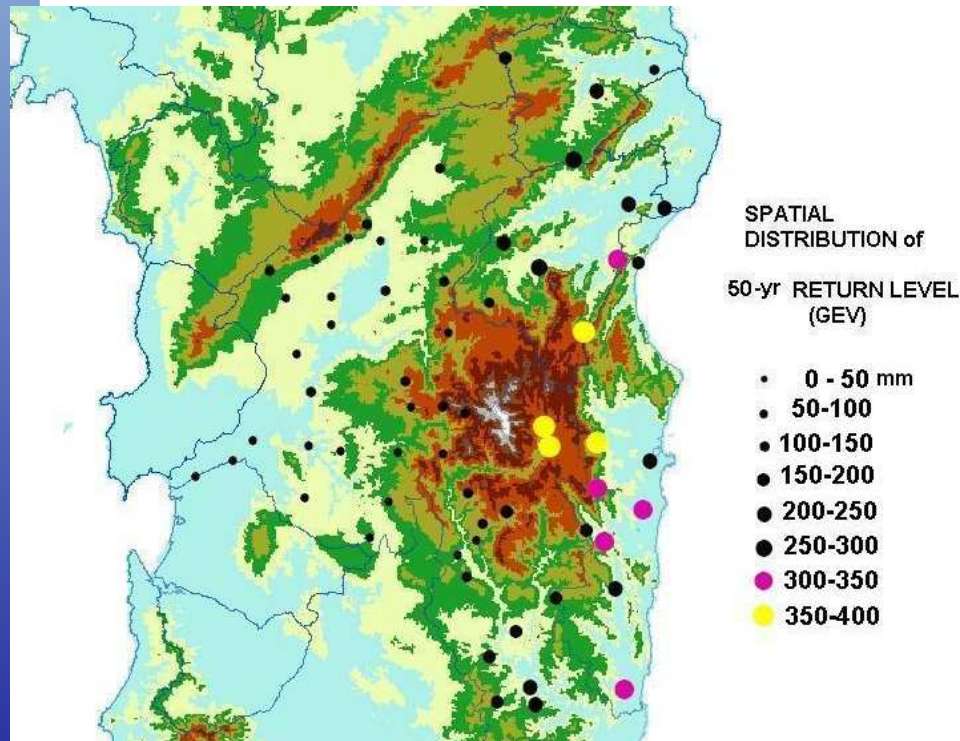 SPATIAL
DISTRIBUTION of
50-yr RETURN LEVEL
(GEV)
0 - 50 mm
50-100
100-150
150-200
200-250
250-300
300-350
350-400